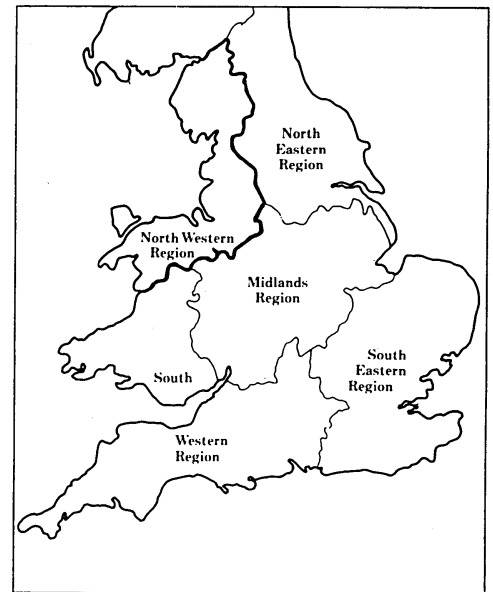 North
Eastern
Region
North Western
Region
Midlands
Region
South
Eastern
Region
South
Western
Region